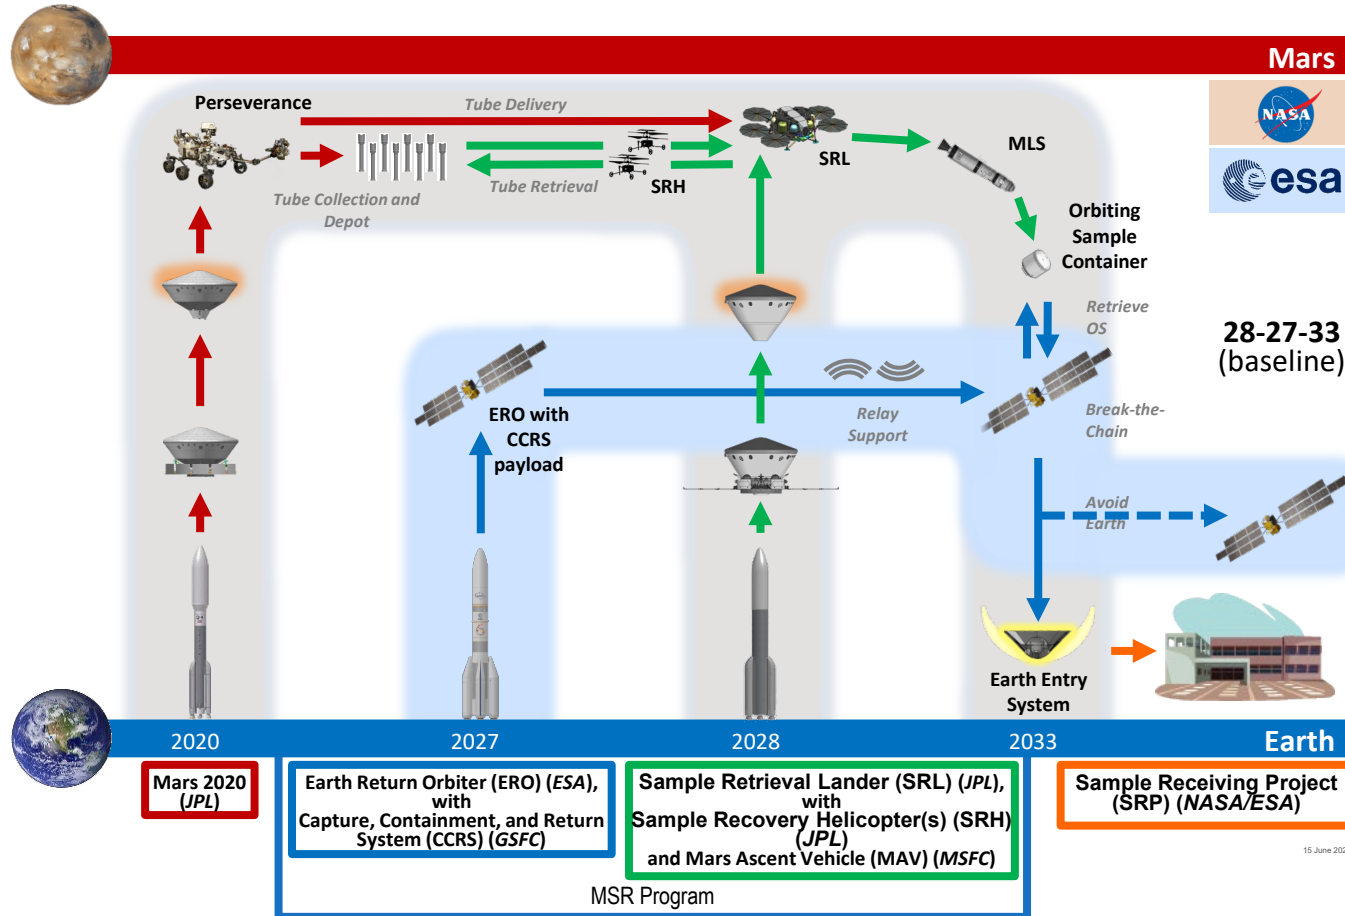 Mars
Perseverance
Tube Delivery
NASA
SRL
MLS
esa
SRH
Tube Retrieval
Tube Collection and
Depot
Orbiting
Sample
Container
Retrieve
OS
28-27-33
(baseline)
ERO with
CCRS
payload
Relay
Support
Break-the-
Chain
Avoid
Earth
Earth Entry
System
2020
2027
2028
2033
Earth
Mars 2020
(JPL)
Earth Return Orbiter (ERO) (ESA),
with
Capture, Containment, and Return
System (CCRS) (GSFC)
Sample Retrieval Lander (SRL) (JPL),
with
Sample Recovery Helicopter(s) (SRH)
(JPL)
and Mars Ascent Vehicle (MAV) (MSFC)
Sample Receiving Project
(SRP) (NASA/ESA)
15 June 202
MSR Program